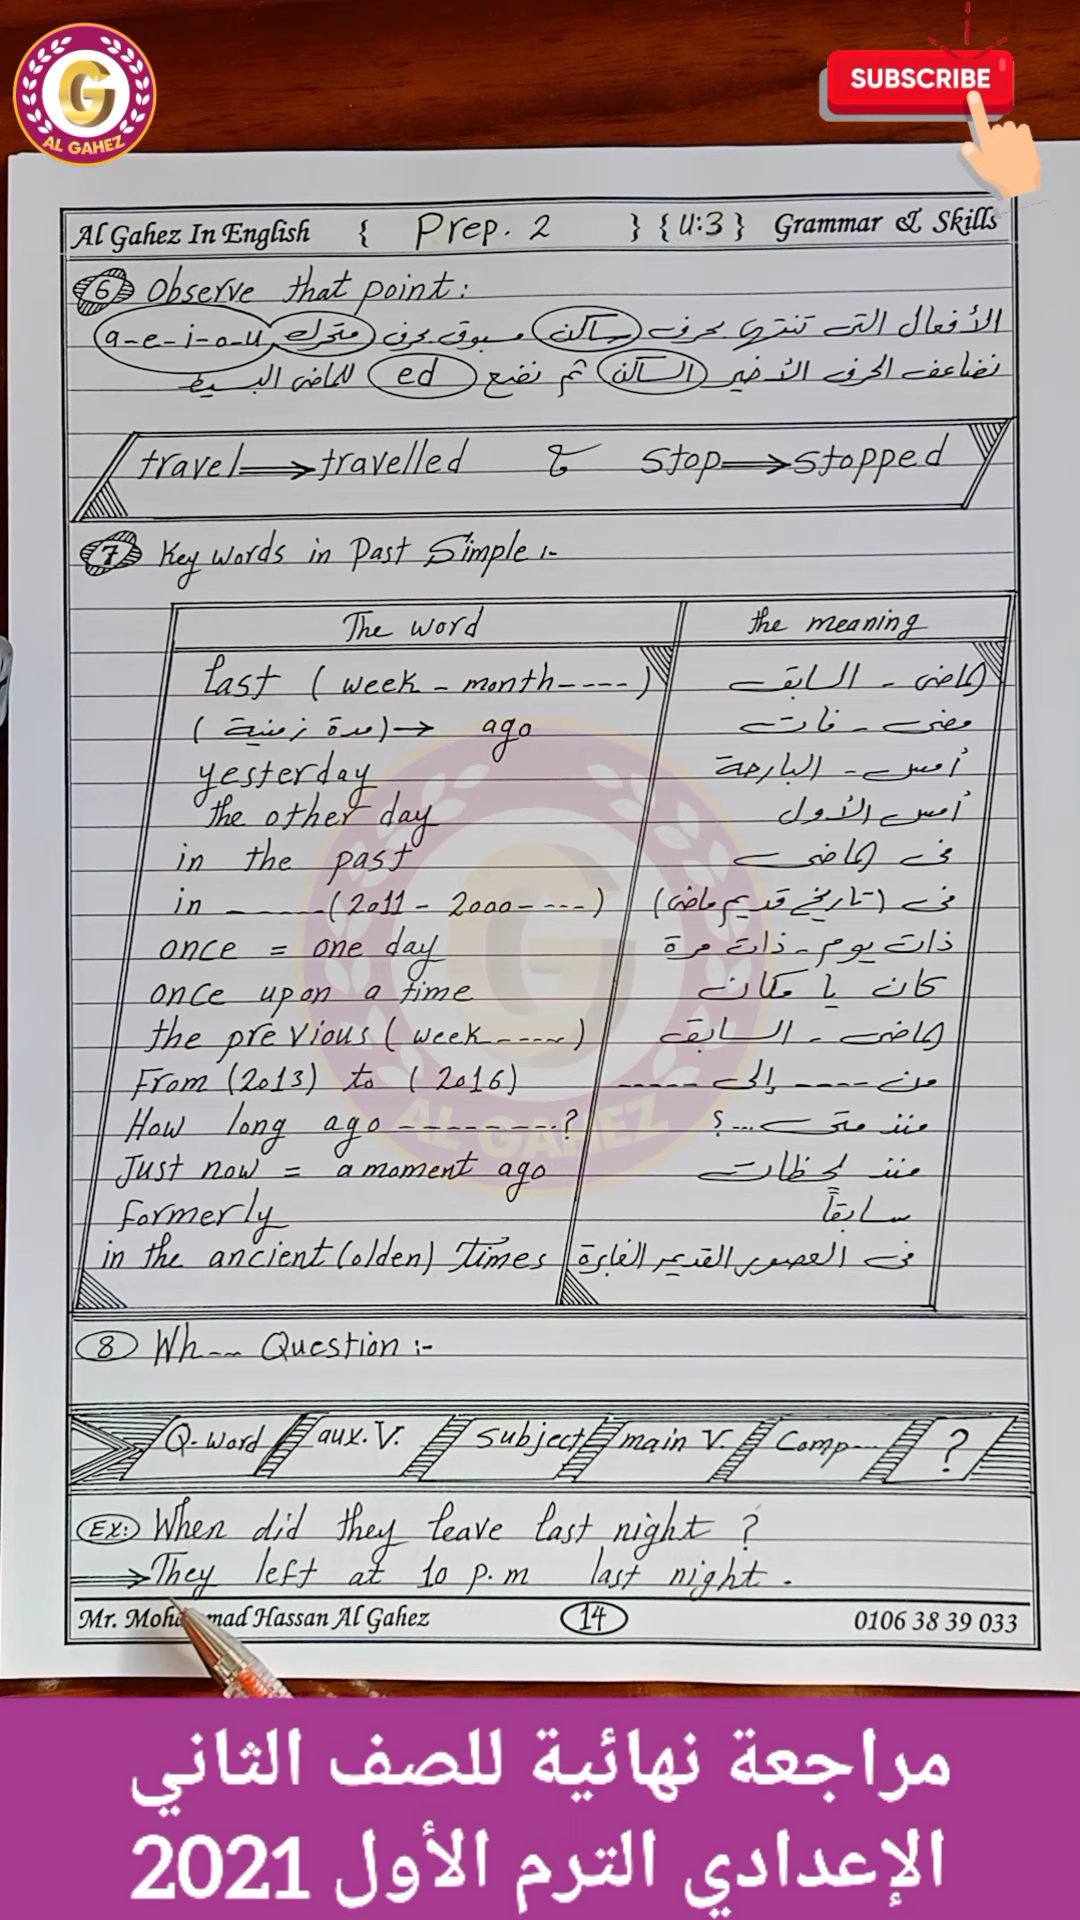 AL GAHEZ
SUBSCRIBE
Al Gahez In English { Prep. 2 } { U:3 } Grammar & Skills
6 Observe that point:
الأفعال التى تنتهى بحرف ساكن مسبوق بحرف متحرك a-e-i-o-u
نضاعف الحرف الأخير الساكن ثم نضع ed للماضى البسيط
travel ⟹ travelled & stop ⟹ stopped
7 Key words in Past Simple :-
The word the meaning
last ( week - month ---- ) الماضى - السابق
( مدة زمنية ) → ago مضى - فات
yesterday أمس - البارحة
the other day أمس الأول
in the past فى الماضى
in ------ ( 2011 - 2000 - --- ) فى (تاريخ قديم ماضى)
once = one day ذات يوم - ذات مرة
once upon a time كان يا مكان
the previous ( week ----- ) الماضى - السابق
From (2013) to ( 2016 ) من ---- إلى -----
How long ago --------.? منذ متى ...؟
Just now = a moment ago منذ لحظات
formerly سابقاً
in the ancient (olden) times فى العصور القديم الغابرة
8 Wh--- Question :-
Q. word aux. V. Subject main V. Comp--- ?
EX: When did they leave last night ?
⟹ They left at 10 p.m last night .
Mr. Mohammad Hassan Al Gahez 14 0106 38 39 033
مراجعة نهائية للصف الثاني
الإعدادي الترم الأول 2021